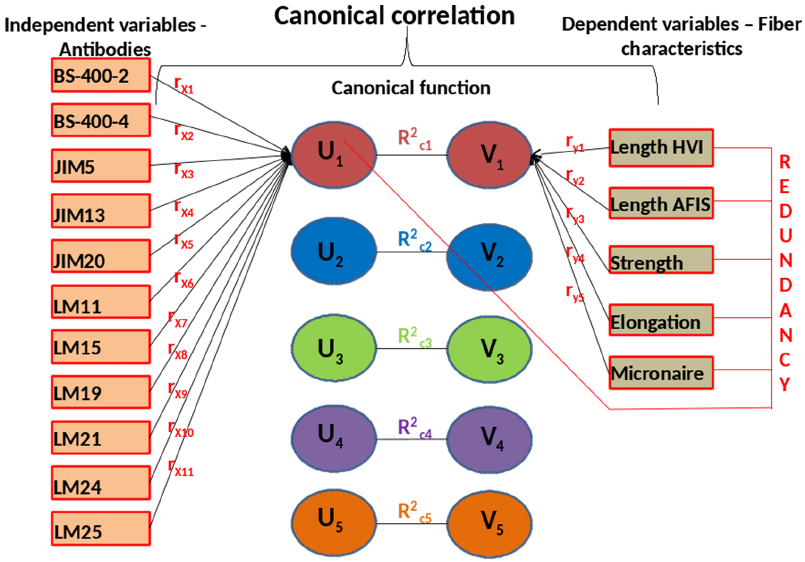 Canonical correlation
Independent variables -
Antibodies
Dependent variables – Fiber
characteristics
Canonical function
BS-400-2
BS-400-4
JIM5
JIM13
JIM20
LM11
LM15
LM19
LM21
LM24
LM25
rX1
rX2
rX3
rX4
rX5
rX6
rX7
rX8
rX9
rX10
rX11
U1
R2c1
V1
U2
R2c2
V2
U3
R2c3
V3
U4
R2c4
V4
U5
R2c5
V5
ry1
ry2
ry3
ry4
ry5
Length HVI
Length AFIS
Strength
Elongation
Micronaire
REDUNDANCY